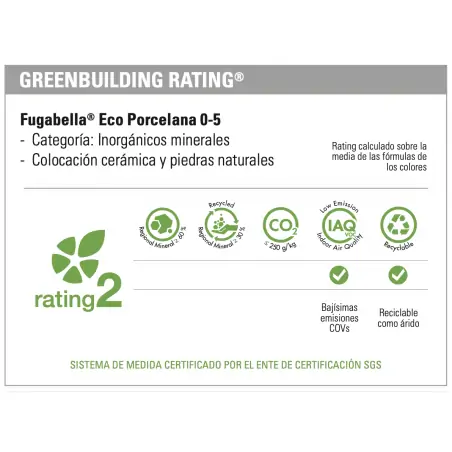 GREENBUILDING RATING®
Fugabella® Eco Porcelana 0-5
- Categoría: Inorgánicos minerales
- Colocación cerámica y piedras naturales
Rating calculado sobre la
media de las fórmulas de
los colores
rating2
Regional Mineral ≥ 60 %
Recycled
Regional Mineral ≥ 30 %
CO2
≤ 250 g/kg
Low Emission
IAQ
VOC
Indoor Air Quality
Recyclable
Bajísimas
emisiones
COVs
Reciclable
como árido
SISTEMA DE MEDIDA CERTIFICADO POR EL ENTE DE CERTIFICACIÓN SGS